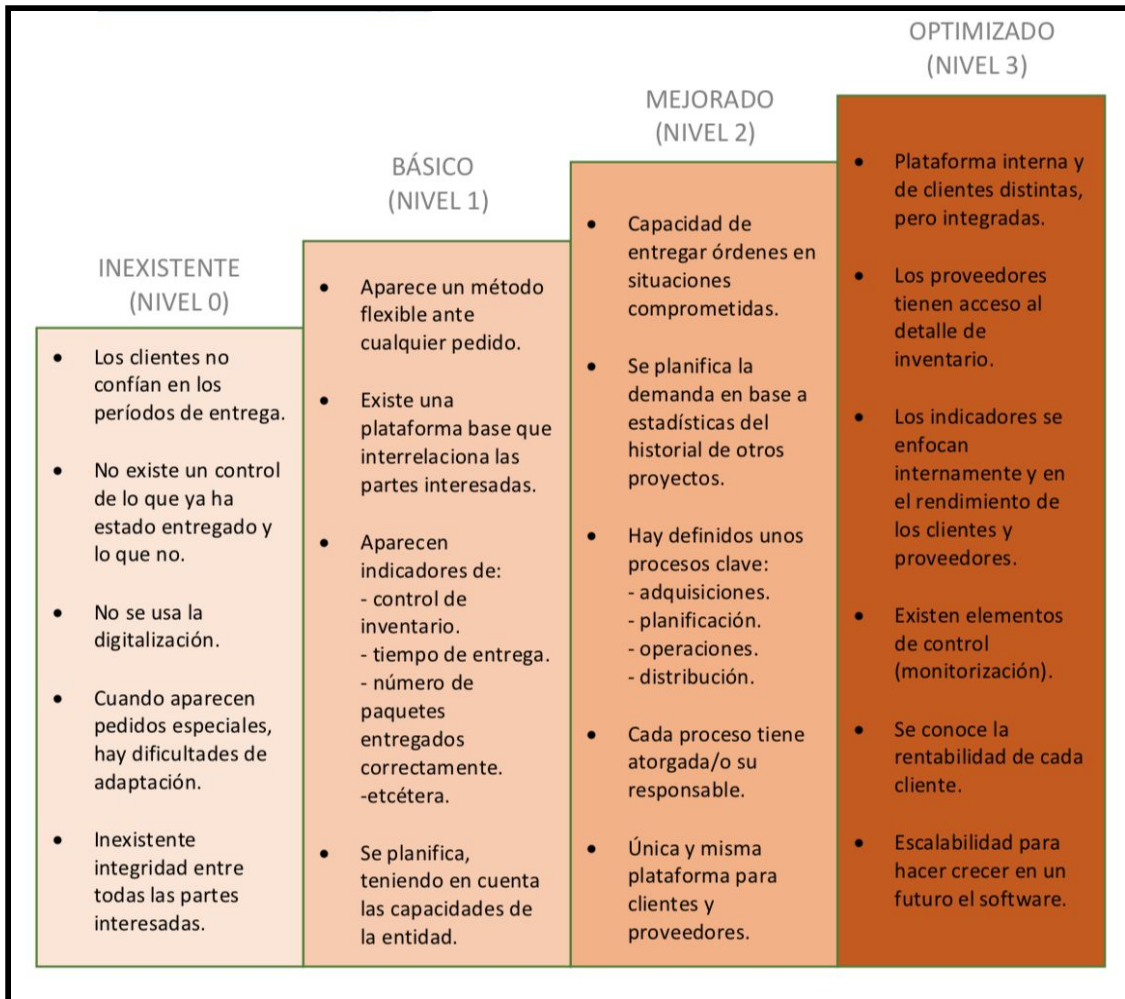 INEXISTENTE
(NIVEL 0)
• Los clientes no
confían en los
períodos de entrega.
• No existe un control
de lo que ya ha
estado entregado y
lo que no.
• No se usa la
digitalización.
• Cuando aparecen
pedidos especiales,
hay dificultades de
adaptación.
• Inexistente
integridad entre
todas las partes
interesadas.
BÁSICO
(NIVEL 1)
• Aparece un método
flexible ante
cualquier pedido.
• Existe una
plataforma base que
interrelaciona las
partes interesadas.
• Aparecen
indicadores de:
- control de
inventario.
- tiempo de entrega.
- número de
paquetes
entregados
correctamente.
-etcétera.
• Se planifica,
teniendo en cuenta
las capacidades de
la entidad.
MEJORADO
(NIVEL 2)
• Capacidad de
entregar órdenes en
situaciones
comprometidas.
• Se planifica la
demanda en base a
estadísticas del
historial de otros
proyectos.
• Hay definidos unos
procesos clave:
- adquisiciones.
- planificación.
- operaciones.
- distribución.
• Cada proceso tiene
atorgada/o su
responsable.
• Única y misma
plataforma para
clientes y
proveedores.
OPTIMIZADO
(NIVEL 3)
• Plataforma interna y
de clientes distintas,
pero integradas.
• Los proveedores
tienen acceso al
detalle de
inventario.
• Los indicadores se
enfocan
internamente y en
el rendimiento de
los clientes y
proveedores.
• Existen elementos
de control
(monitorización).
• Se conoce la
rentabilidad de cada
cliente.
• Escalabilidad para
hacer crecer en un
futuro el software.